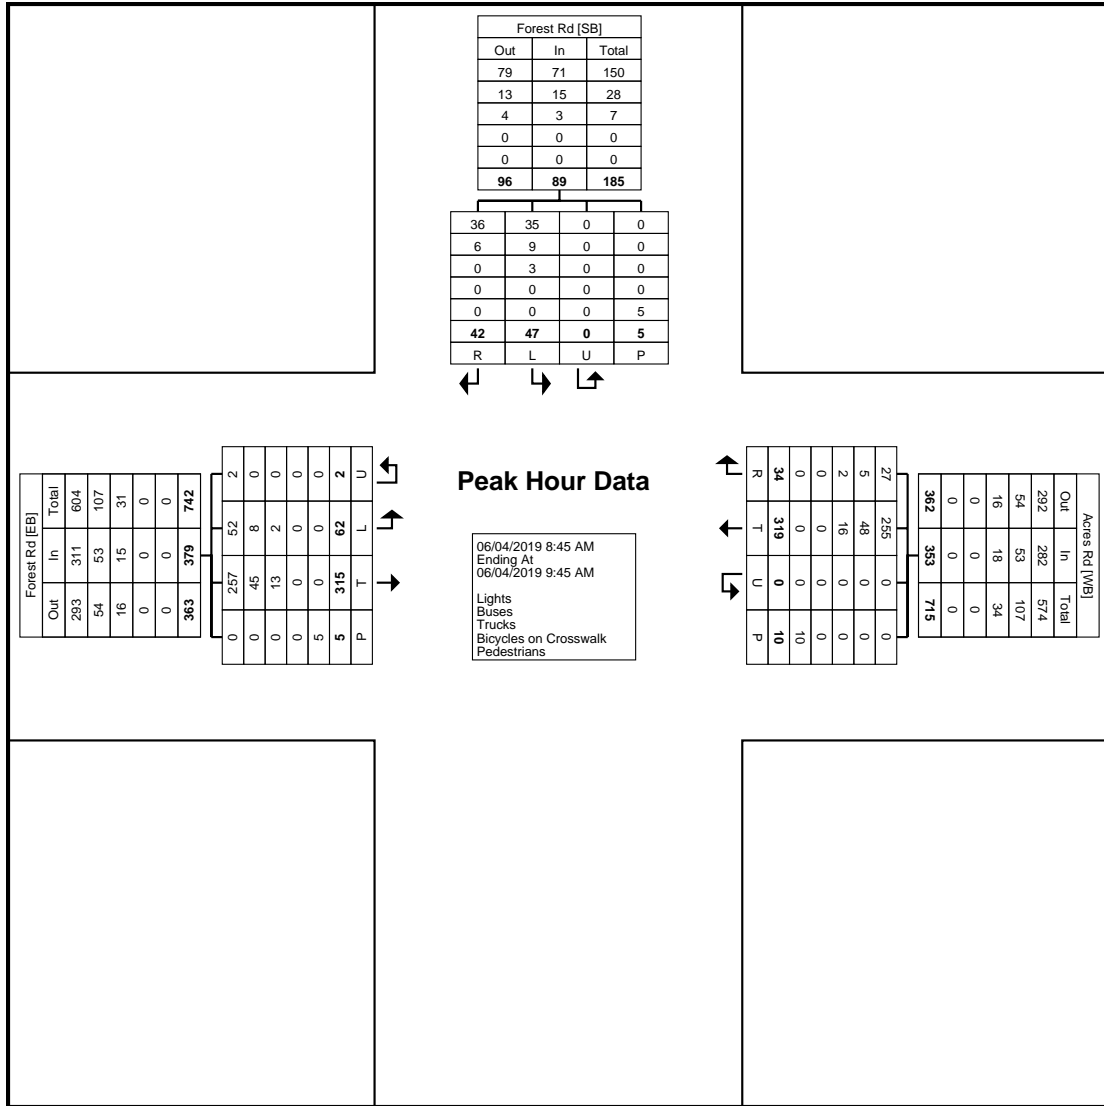 Forest Rd [SB]
Out In Total
79 71 150
13 15 28
4 3 7
0 0 0
0 0 0
96 89 185
36 35 0 0
6 9 0 0
0 3 0 0
0 0 0 0
0 0 0 5
42 47 0 5
R L U P
Forest Rd [EB]
Total 604 107 31 0 0 742
In 311 53 15 0 0 379
Out 293 54 16 0 0 363
2 0 0 0 0 2 U
52 8 2 0 0 62 L
257 45 13 0 0 315 T
0 0 0 0 5 5 P
Peak Hour Data
06/04/2019 8:45 AM
Ending At
06/04/2019 9:45 AM
Lights
Buses
Trucks
Bicycles on Crosswalk
Pedestrians
R 34 0 0 2 5 27
T 319 0 0 16 48 255
U 0 0 0 0 0 0
P 10 10 0 0 0 0
Acres Rd [WB]
Out In Total
292 282 574
54 53 107
16 18 34
0 0 0
0 0 0
362 353 715